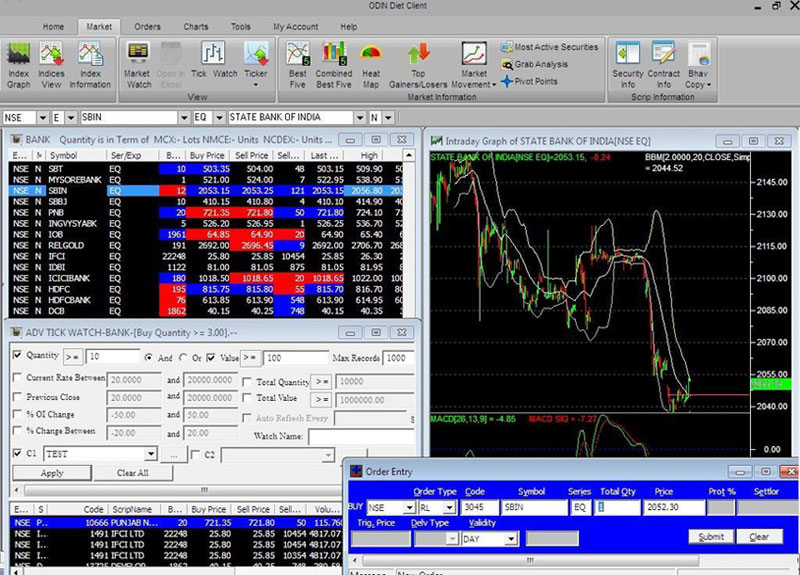 ODIN Diet Client
Home Market Orders Charts Tools My Account Help
Index Graph Indices View Index Information Market Watch Open in Excel Tick Watch Ticker Best Five Combined Best Five Heat Map Top Gainers/Losers Market Movement Most Active Securities Security Info Contract Info Bhav Copy
Grab Analysis
Pivot Points
View Market Information Scrip Information
NSE E SBIN EQ STATE BANK OF INDIA N
BANK Quantity is in Term of MCX:- Lots NMCE:- Units NCDEX:- Units ...
E... M Symbol Ser/Exp B... Buy Price Sell Price Sell... Last ... High
NSE N SBT EQ 10 503.35 504.00 48 503.15 509.90
NSE N MYSOREBANK EQ 1 521.00 524.00 7 522.95 538.90
NSE N SBIN EQ 12 2053.15 2053.25 121 2053.15 2056.80
NSE N SBBJ EQ 10 410.15 410.80 4 410.10 414.90
NSE N PNB EQ 20 721.35 721.80 50 721.80 724.10
NSE N INGVYSYABK EQ 5 526.20 526.95 1 526.25 536.70
NSE N IOB EQ 1961 64.85 64.90 20 64.90 65.40
NSE N RELGOLD EQ 191 2692.00 2696.45 9 2692.00 2706.70
NSE N IFCI EQ 22248 25.80 25.85 10454 25.85 26.30
NSE N IDBI EQ 1122 81.00 81.05 875 81.05 81.95
NSE N ICICIBANK EQ 180 1018.50 1018.65 20 1018.65 1022.00
NSE N HDFC EQ 195 815.75 815.80 55 815.70 816.70
NSE N HDFCBANK EQ 76 613.85 613.90 548 613.90 614.95
NSE N DCB EQ 1862 40.15 40.25 748 40.15 40.35
Intraday Graph of STATE BANK OF INDIA[NSE EQ]
STATE BANK OF INDIA[NSE EQ]=2053.15, -0.24 BBM[2.0000,20,CLOSE,Simp
= 2044.52
2145.00
2130.00
2115.00
2100.00
2085.00
2070.00
2055.00
2040.00
MACD[26,13,9] = -4.85 MACD SIG = -7.27
0.00
ADV TICK WATCH-BANK-[Buy Quantity >= 3.00].--
Quantity >= 10 And Or Value >= 100 Max Records 1000
Current Rate Between 20.0000 and 20000.0000 Total Quantity >= 10000
Previous Close 20.0000 and 20000.0000 Total Value >= 1000000.00
% OI Change -50.00 and 50.00 Auto Refresh Every
% Change Between -20.00 and 20.00 Watch Name:
C1 TEST ... C2
Apply Clear All
E... S Code ScripName B... Buy Price Sell Price Sell... Volu...
NSE P... 10666 PUNJAB N... 20 721.35 721.80 50 115.760
NSE I... 1491 IFCI LTD 22248 25.80 25.85 10454 4817.07
NSE I... 1491 IFCI LTD 22248 25.80 25.85 10454 4817.07
Order Entry
Order Type Code Symbol Series Total Qty Price Prot % Settlor
BUY NSE RL 3045 SBIN EQ 1 2052.30
Trig. Price Delv Type Validity
DAY Submit Clear